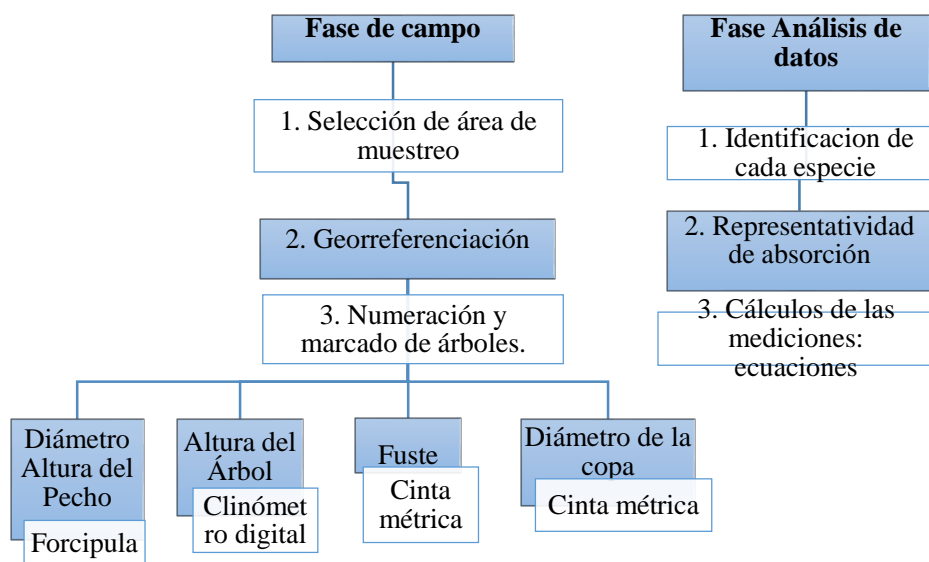 Fase de campo
1. Selección de área de
muestreo
2. Georreferenciación
3. Numeración y
marcado de árboles.
Diámetro
Altura del
Pecho
Forcipula
Altura del
Árbol
Clinómet
ro digital
Fuste
Cinta
métrica
Diámetro de la
copa
Cinta métrica
Fase Análisis de
datos
1. Identificacion de
cada especie
2. Representatividad
de absorción
3. Cálculos de las
mediciones:
ecuaciones